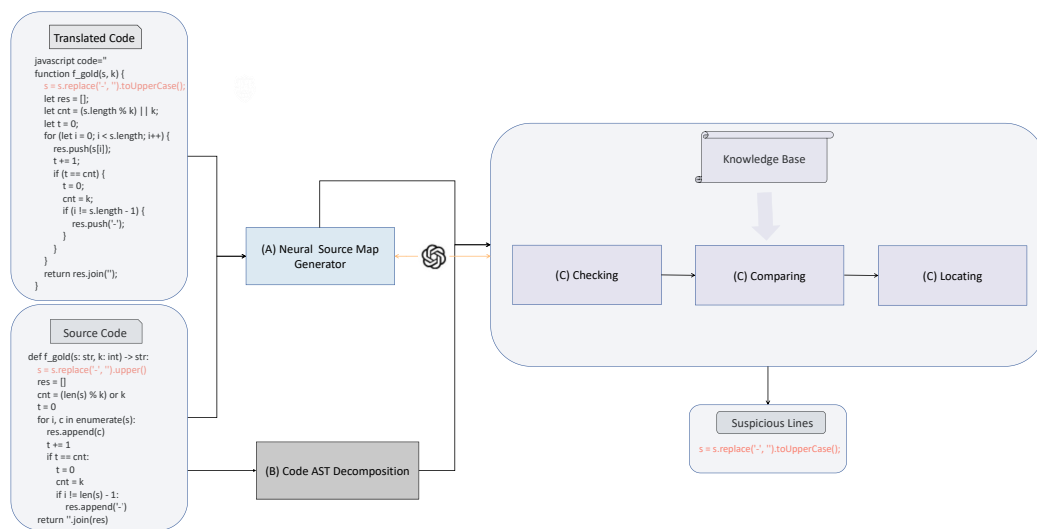 Translated Code
javascript code="
function f_gold(s, k) {
s = s.replace('-', '').toUpperCase();
let res = [];
let cnt = (s.length % k) || k;
let t = 0;
for (let i = 0; i < s.length; i++) {
res.push(s[i]);
t += 1;
if (t == cnt) {
t = 0;
cnt = k;
if (i != s.length - 1) {
res.push('-');
}
}
}
return res.join('');
}
Source Code
def f_gold(s: str, k: int) -> str:
s = s.replace('-', '').upper()
res = []
cnt = (len(s) % k) or k
t = 0
for i, c in enumerate(s):
res.append(c)
t += 1
if t == cnt:
t = 0
cnt = k
if i != len(s) - 1:
res.append('-')
return ''.join(res)
(A) Neural Source Map
Generator
(B) Code AST Decomposition
Knowledge Base
(C) Checking
(C) Comparing
(C) Locating
Suspicious Lines
s = s.replace('-', '').toUpperCase();